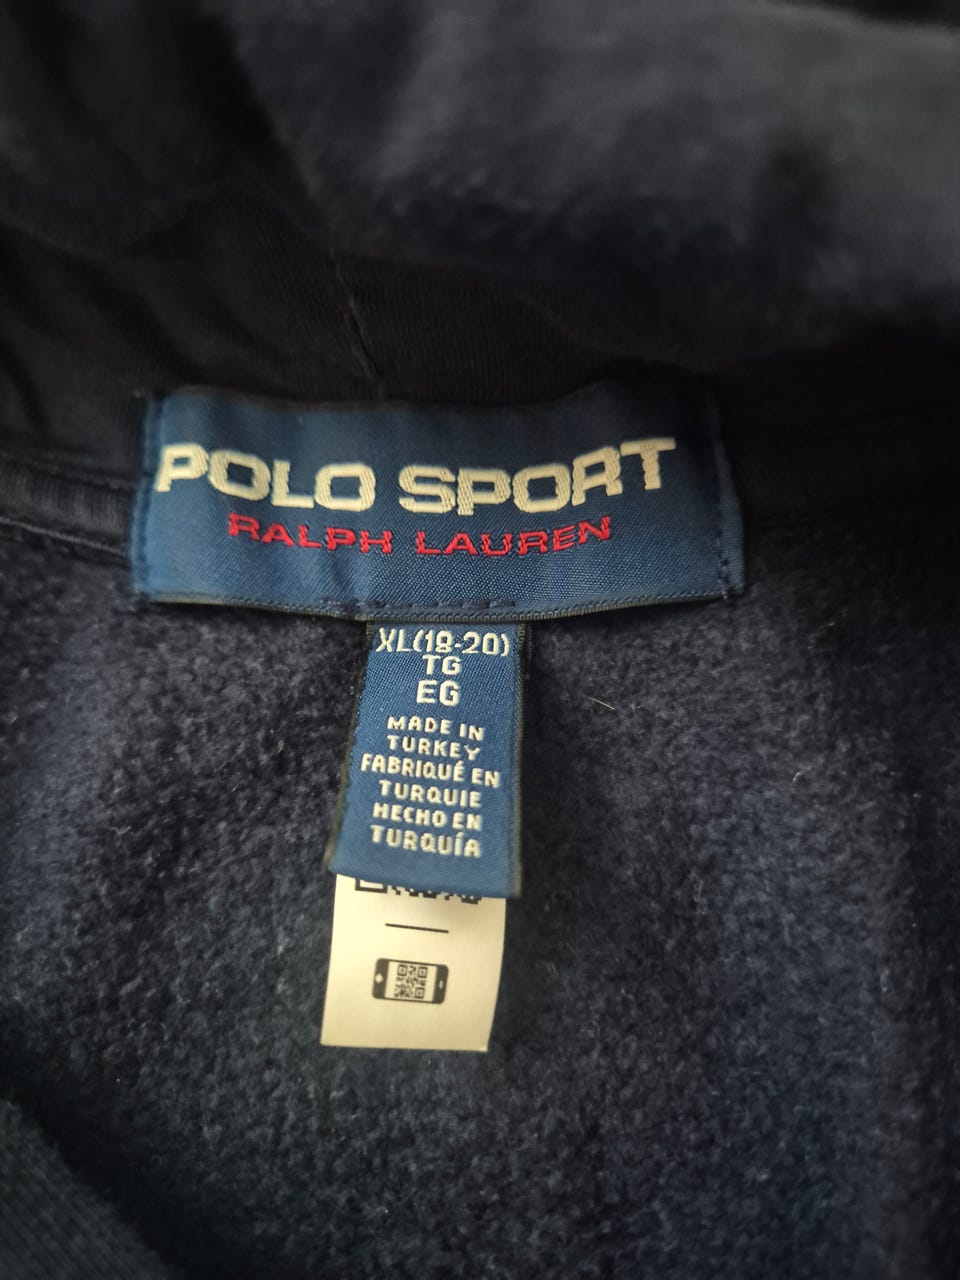 POLO SPORT
RALPH LAUREN
XL(18-20)
TG
EG
MADE IN
TURKEY
FABRIQUÉ EN
TURQUIE
HECHO EN
TURQUÍA